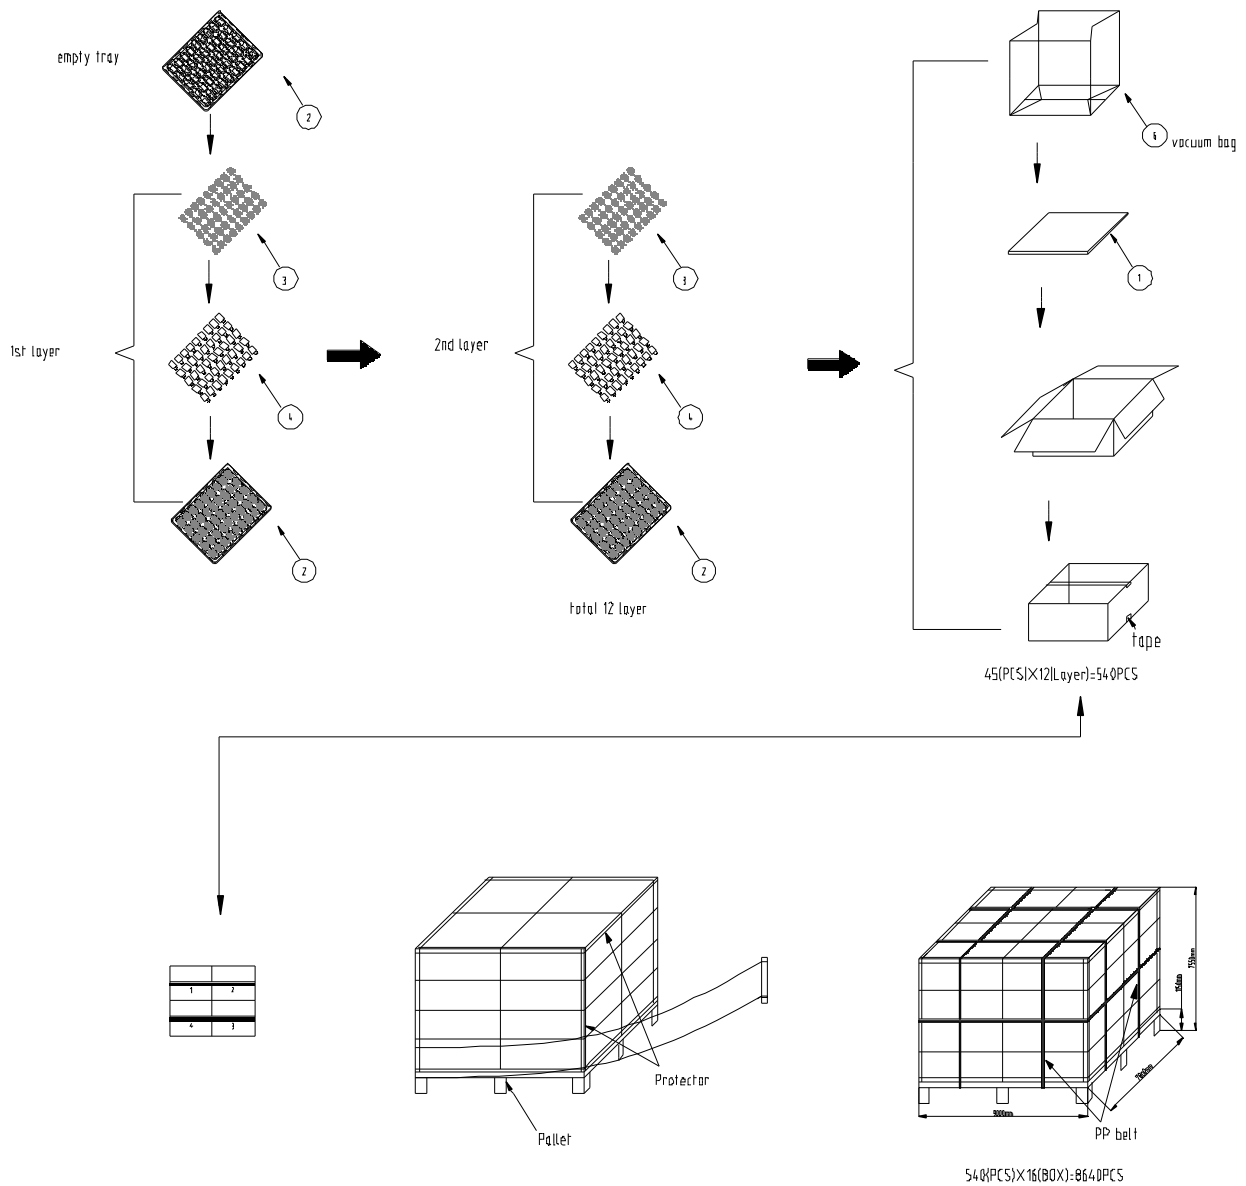 empty tray
2
6
vacuum bag
3
3
1
1st layer
2nd layer
4
4
2
2
total 12 layer
tape
45(PCS)X12(Layer)=540PCS
1 2
4 3
Protector
Pallet
PP belt
540(PCS)X16(BOX)=8640PCS